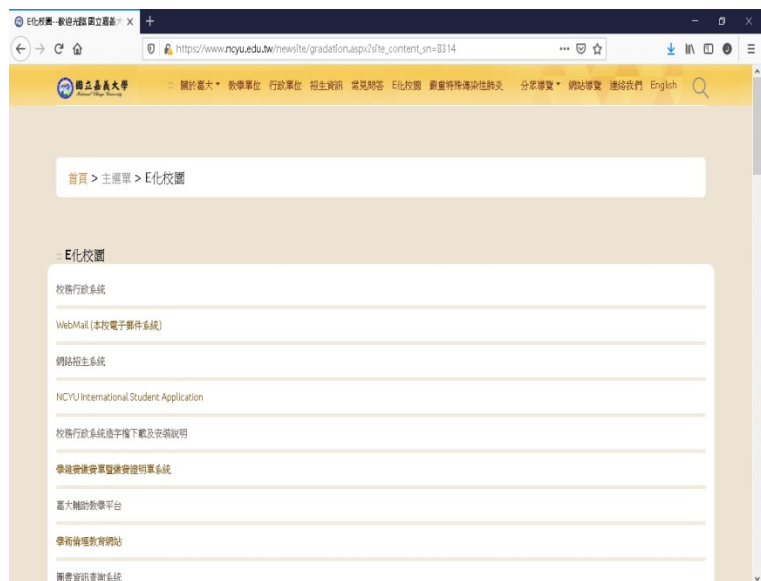 E化校園--歡迎光臨 國立嘉義大
https://www.ncyu.edu.tw/newsite/gradation.aspx?site_content_sn=8314
國立嘉義大學
National Chiayi University
關於嘉大 教學單位 行政單位 招生資訊 常見問答 E化校園 嚴重特殊傳染性肺炎 分眾導覽 網站導覽 連絡我們 English
首頁 > 主選單 > E化校園
::: E化校園
校務行政系統
WebMail (本校電子郵件系統)
網路招生系統
NCYU International Student Application
校務行政系統造字檔下載及安裝說明
學雜費繳費單暨繳費證明單系統
嘉大輔助教學平台
學術倫理教育網站
圖書資訊查詢系統